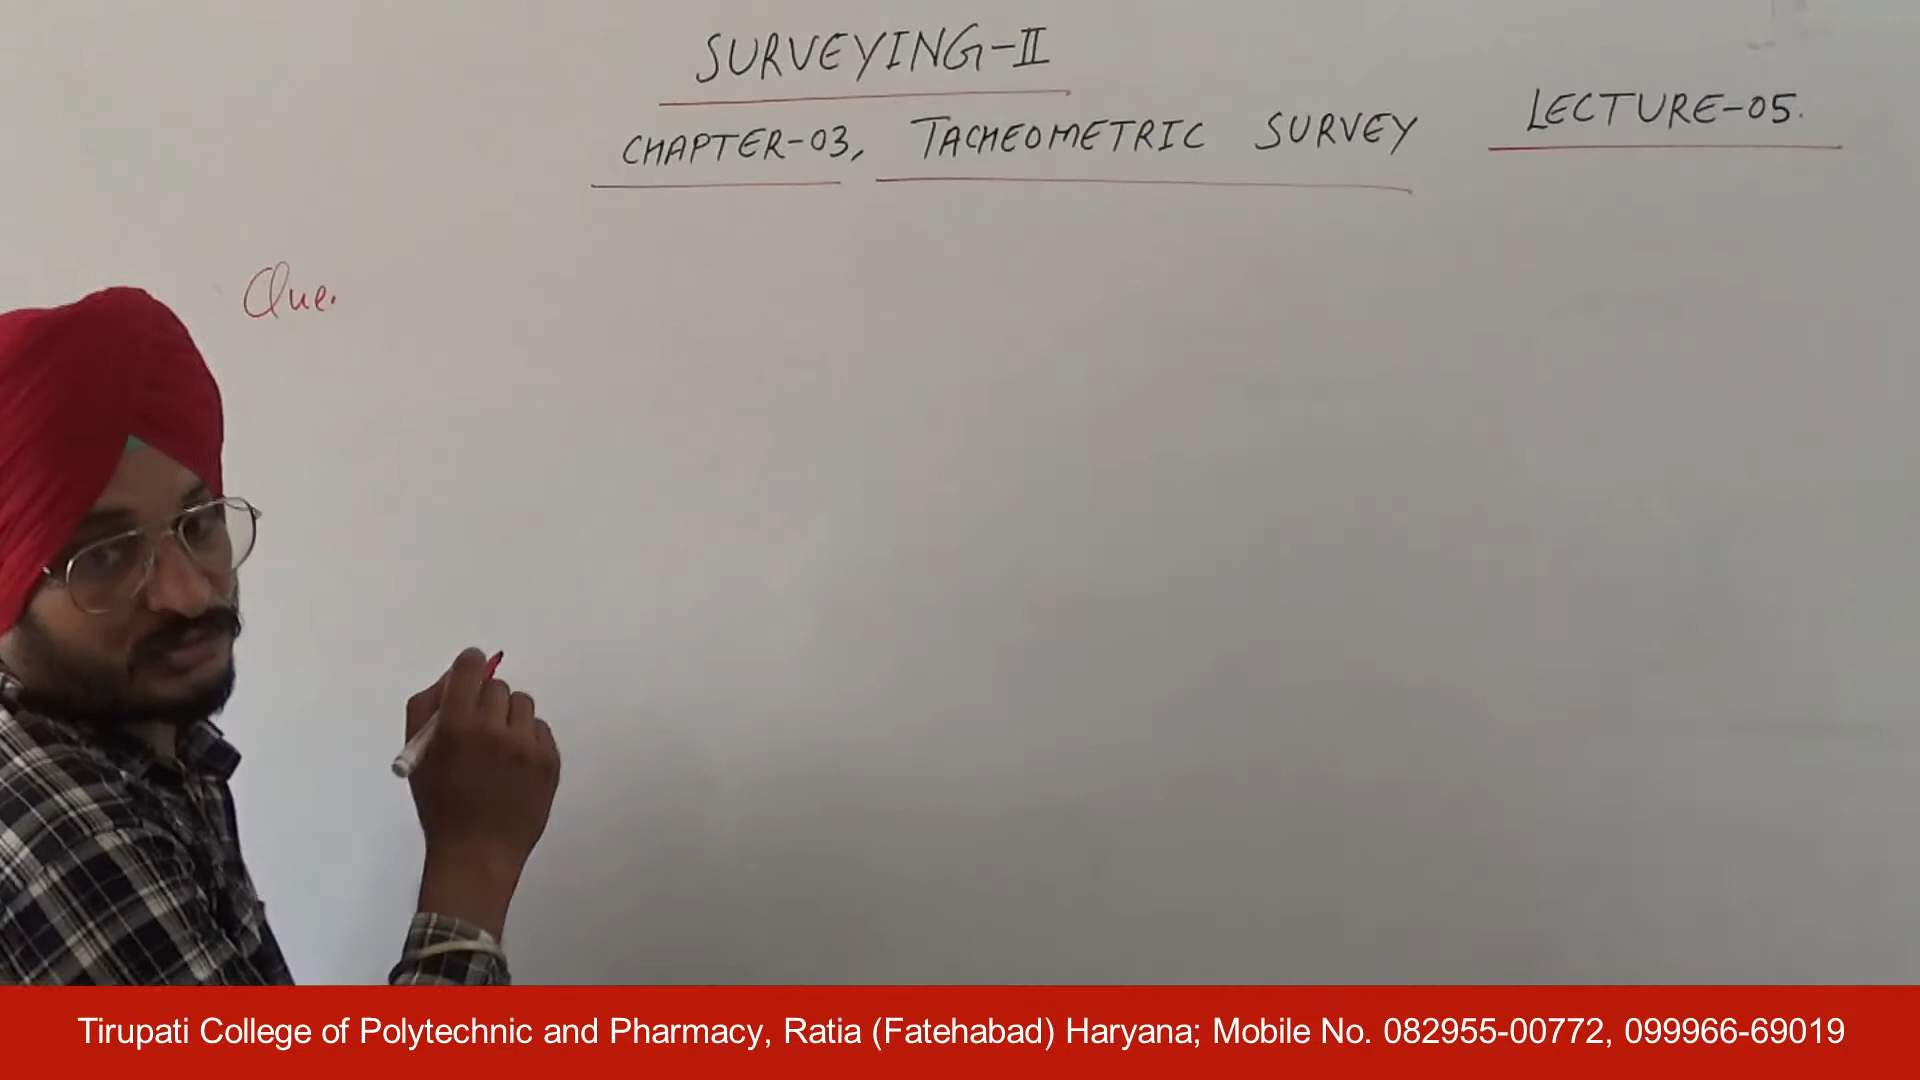 SURVEYING-II
CHAPTER-03, TACHEOMETRIC SURVEY
LECTURE-05.
Que.
Tirupati College of Polytechnic and Pharmacy, Ratia (Fatehabad) Haryana; Mobile No. 082955-00772, 099966-69019